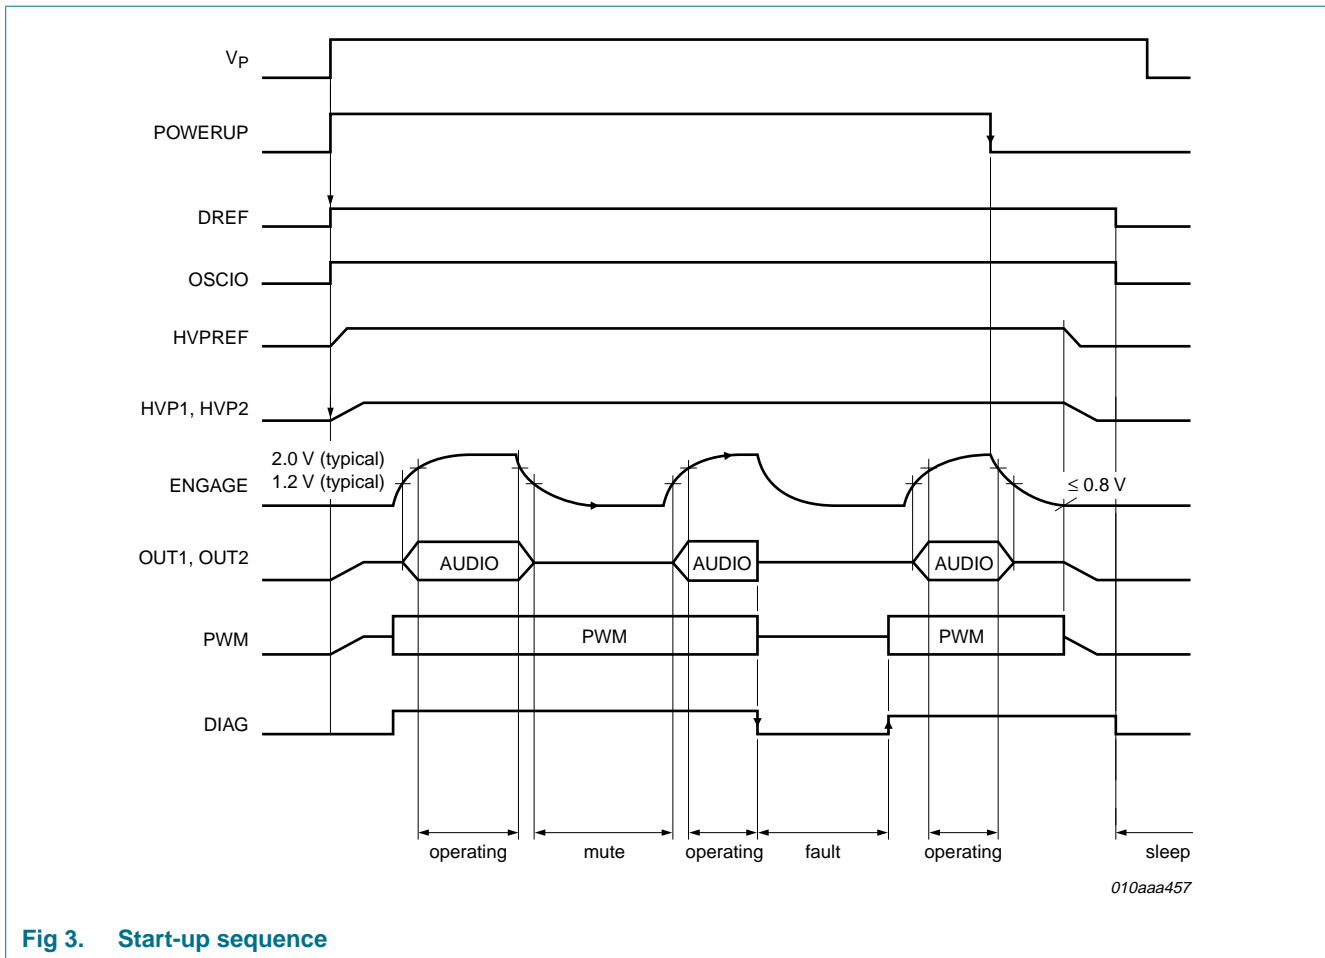 VP
POWERUP
DREF
OSCIO
HVPREF
HVP1, HVP2
2.0 V (typical)
1.2 V (typical)
ENGAGE
≤ 0.8 V
OUT1, OUT2
AUDIO
AUDIO
AUDIO
PWM
PWM
PWM
DIAG
operating
mute
operating
fault
operating
sleep
010aaa457
Fig 3. Start-up sequence